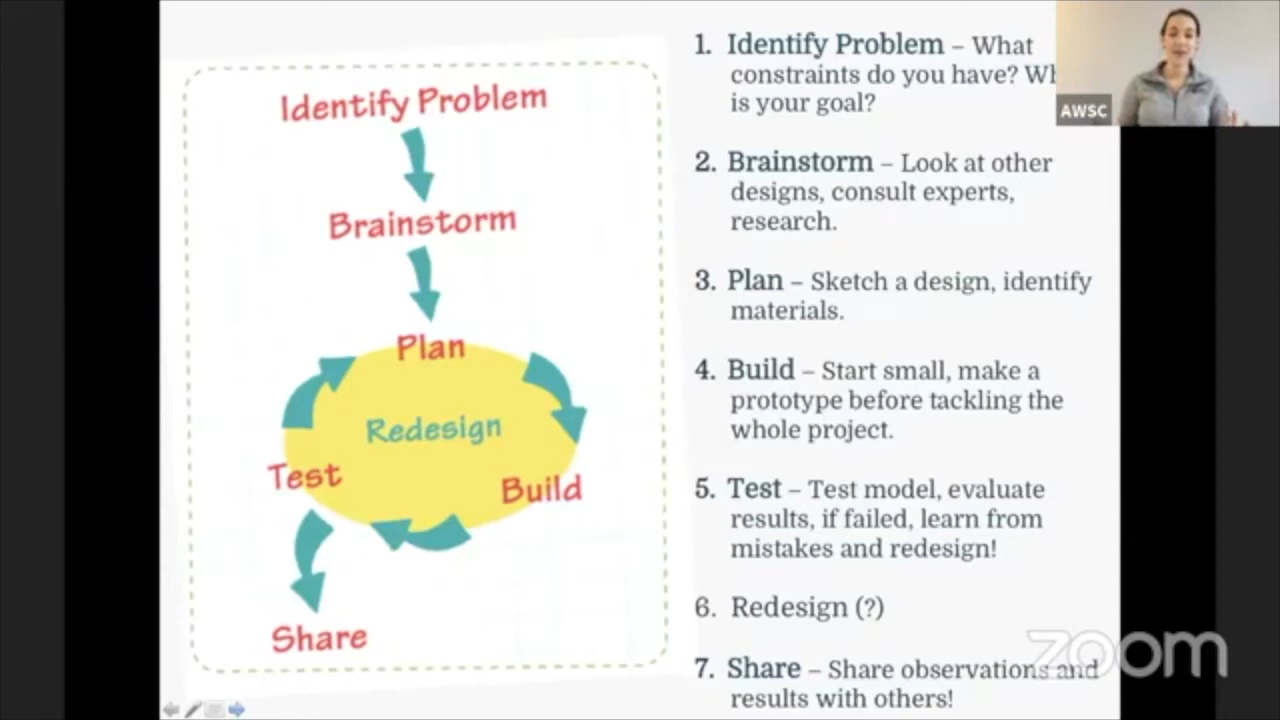 Identify Problem
Brainstorm
Plan
Redesign
Test
Build
Share
1. Identify Problem – What
constraints do you have?
is your goal?
2. Brainstorm – Look at other
designs, consult experts,
research.
3. Plan – Sketch a design, identify
materials.
4. Build – Start small, make a
prototype before tackling the
whole project.
5. Test – Test model, evaluate
results, if failed, learn from
mistakes and redesign!
6. Redesign (?)
7. Share – Share observations and
results with others!
AWSC
zoom